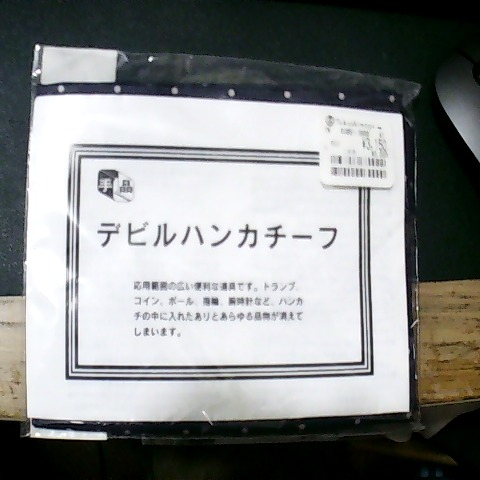 手品
デビルハンカチーフ
応用範囲の広い便利な道具です。トランプ、
コイン、ボール、指輪、腕時計など、ハンカ
チの中に入れたありとあらゆる品物が消えて
しまいます。